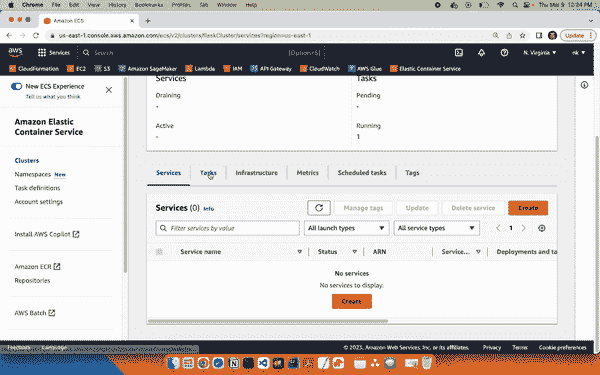 Chrome File Edit View History Bookmarks Profiles Tab Window Help
Thu Mar 9 12:24 PM
Amazon ECS
us-east-1.console.aws.amazon.com/ecs/v2/clusters/flaskCluster/services?region=us-east-1
Update
aws Services Search [Option+S] N. Virginia nk
CloudFormation EC2 S3 Amazon SageMaker Lambda IAM API Gateway CloudWatch AWS Glue Elastic Container Service
New ECS Experience
Tell us what you think
Amazon Elastic
Container Service
Clusters
Namespaces New
Task definitions
Account settings
Install AWS Copilot
Amazon ECR
Repositories
AWS Batch
Services Tasks
Draining Pending
- -
Active Running
- 1
Services Tasks Infrastructure Metrics Scheduled tasks Tags
Services (0) Info Manage tags Update Delete service Create
Filter services by value All launch types All service types 1
Service name Status ARN Service... Deployments and ta
No services
No services to display.
Create
Feedback Language © 2023, Amazon Web Services, Inc. or its affiliates. Privacy Terms Cookie preferences